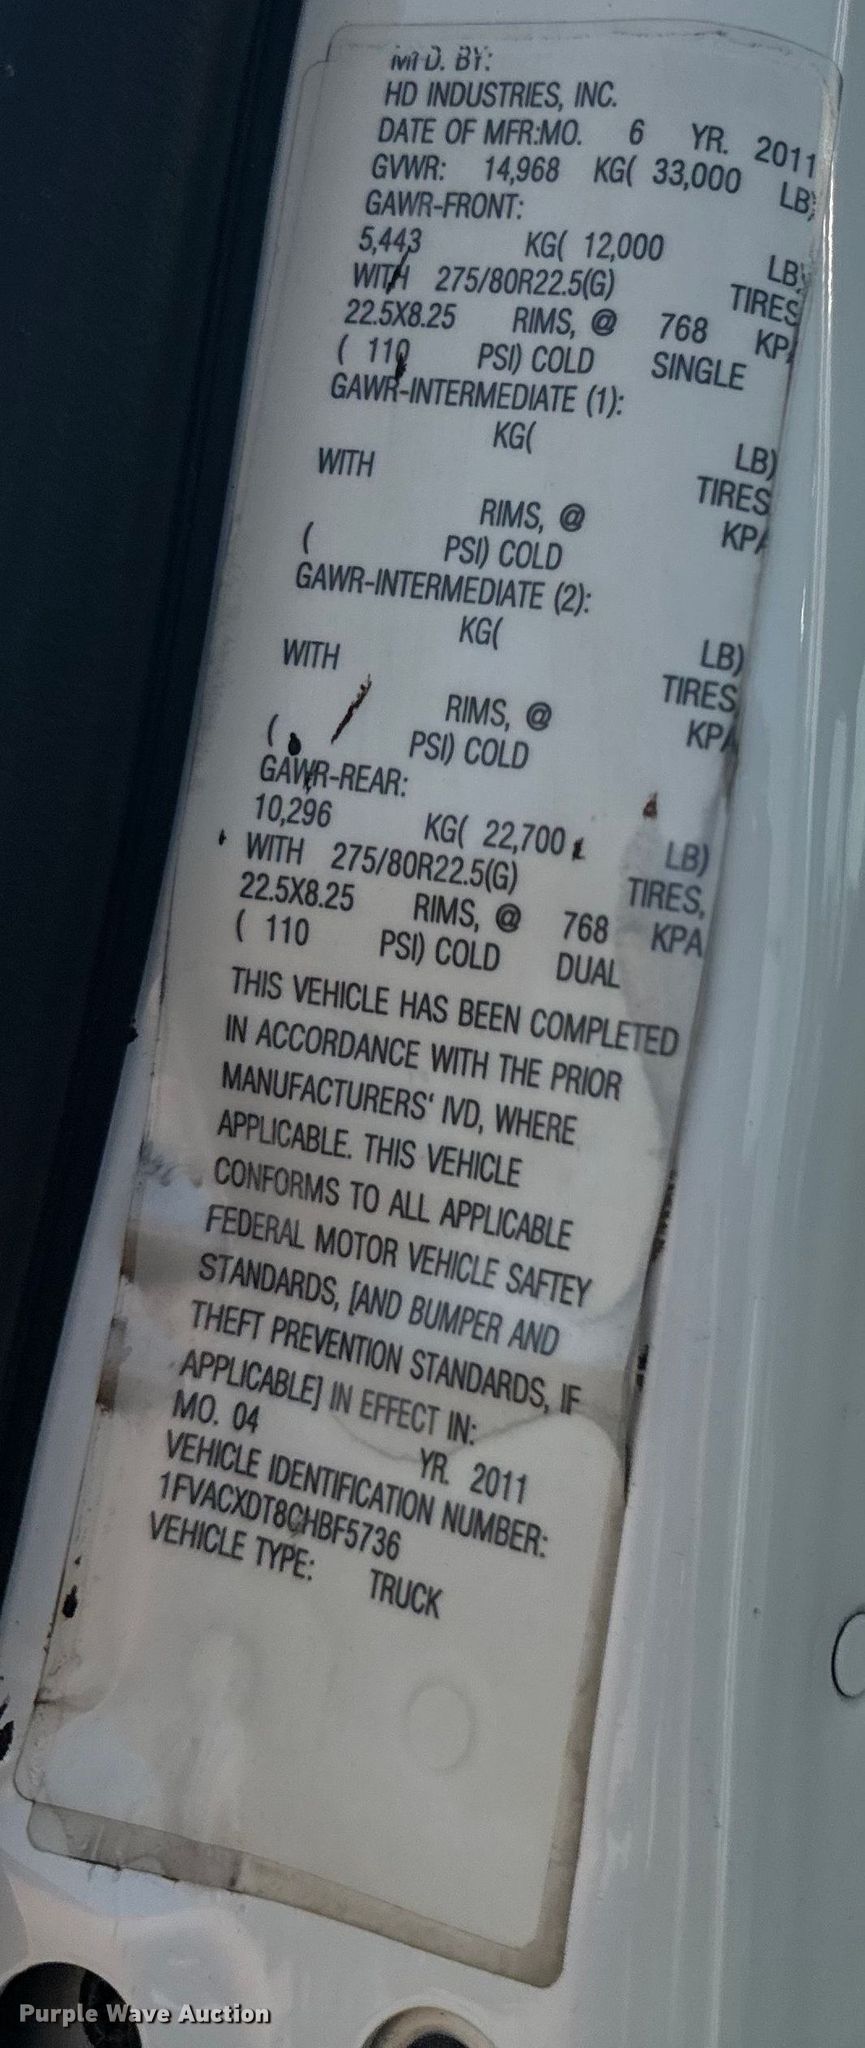 MFD. BY:
HD INDUSTRIES, INC.
DATE OF MFR:MO. 6 YR. 2011
GVWR: 14,968 KG( 33,000 LB)
GAWR-FRONT:
5,443 KG( 12,000 LB)
WITH 275/80R22.5(G) TIRES
22.5X8.25 RIMS, @ 768 KPA
( 110 PSI) COLD SINGLE
GAWR-INTERMEDIATE (1):
KG( LB)
WITH TIRES
RIMS, @ KPA
( PSI) COLD
GAWR-INTERMEDIATE (2):
KG( LB)
WITH TIRES
RIMS, @ KPA
( PSI) COLD
GAWR-REAR:
10,296 KG( 22,700 LB)
WITH 275/80R22.5(G) TIRES,
22.5X8.25 RIMS, @ 768 KPA
( 110 PSI) COLD DUAL
THIS VEHICLE HAS BEEN COMPLETED
IN ACCORDANCE WITH THE PRIOR
MANUFACTURERS' IVD, WHERE
APPLICABLE. THIS VEHICLE
CONFORMS TO ALL APPLICABLE
FEDERAL MOTOR VEHICLE SAFTEY
STANDARDS, [AND BUMPER AND
THEFT PREVENTION STANDARDS, IF
APPLICABLE] IN EFFECT IN:
MO. 04 YR. 2011
VEHICLE IDENTIFICATION NUMBER:
1FVACXDT8CHBF5736
VEHICLE TYPE: TRUCK
Purple Wave Auction